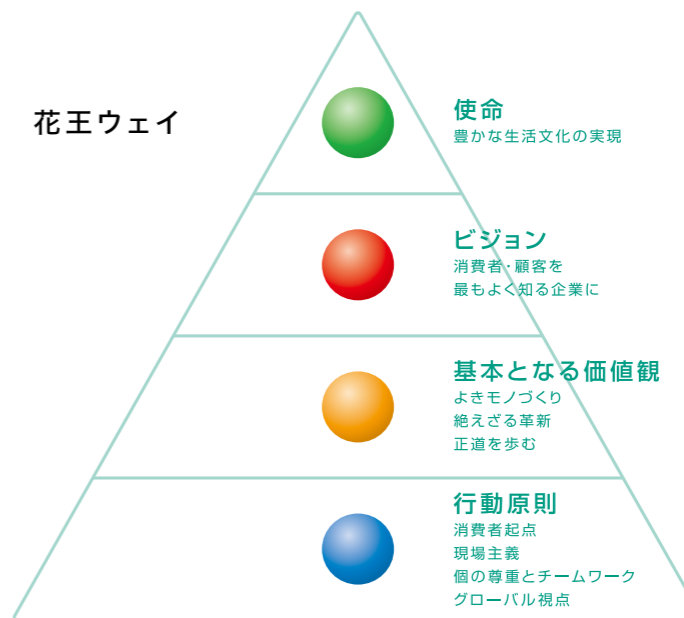 花王ウェイ
使命
豊かな生活文化の実現
ビジョン
消費者・顧客を
最もよく知る企業に
基本となる価値観
よきモノづくり
絶えざる革新
正道を歩む
行動原則
消費者起点
現場主義
個の尊重とチームワーク
グローバル視点